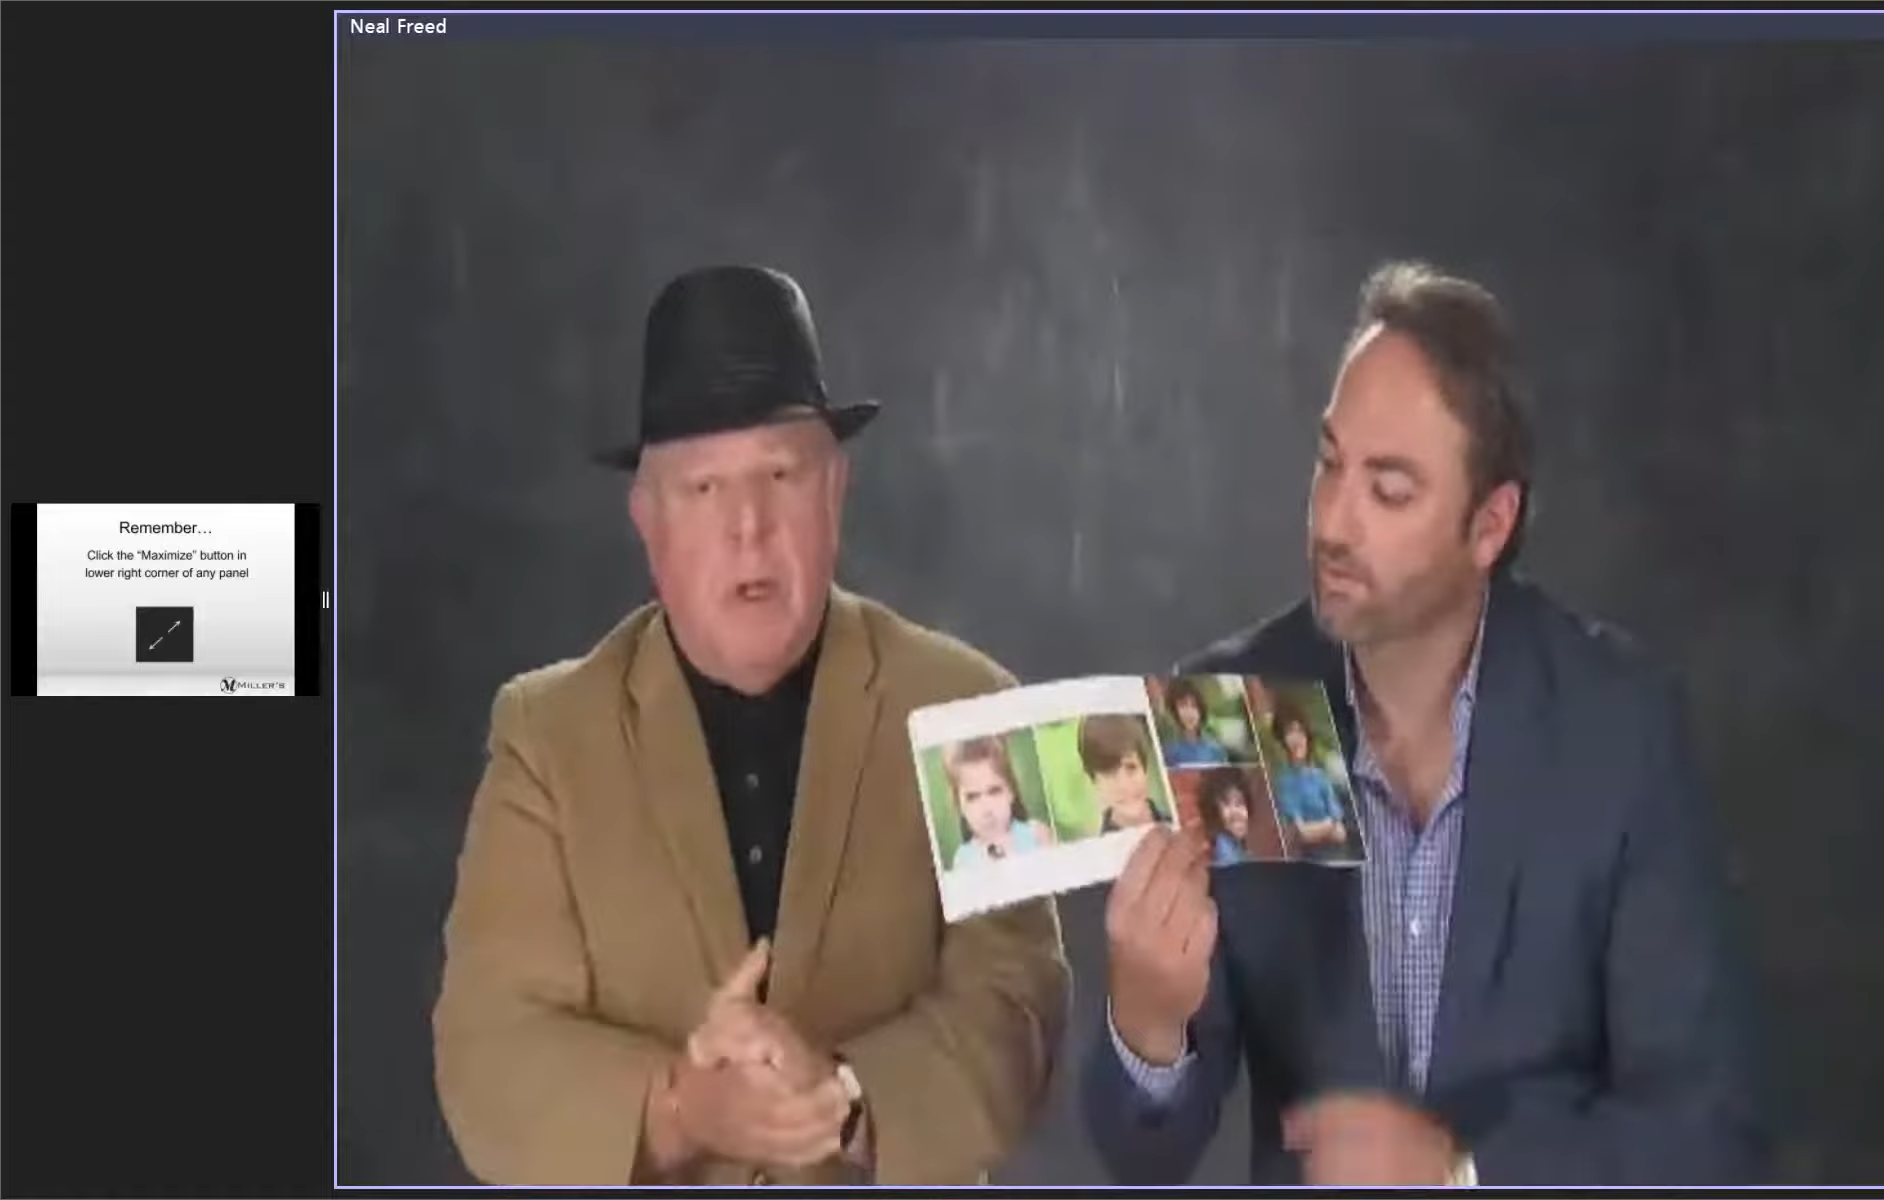 Neal Freed
Remember...
Click the “Maximize” button in
lower right corner of any panel
M MILLER'S